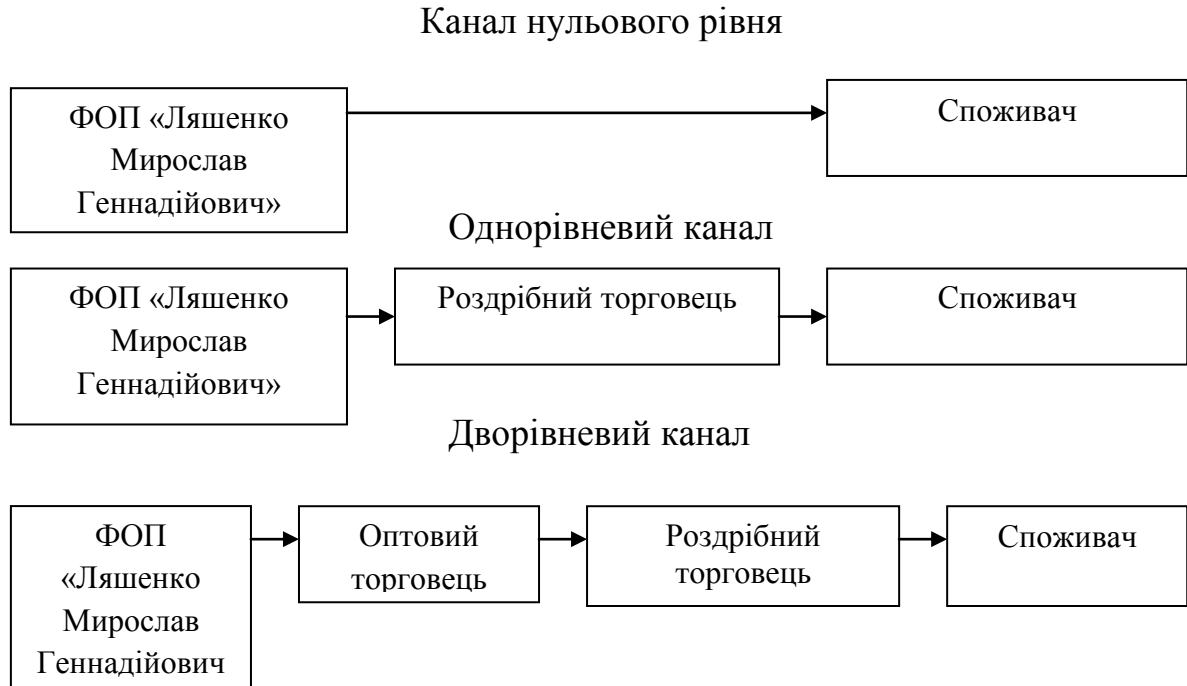 Канал нульового рівня
ФОП «Ляшенко
Мирослав
Геннадійович»
Споживач
Однорівневий канал
ФОП «Ляшенко
Мирослав
Геннадійович»
Роздрібний торговець
Споживач
Дворівневий канал
ФОП
«Ляшенко
Мирослав
Геннадійович
Оптовий
торговець
Роздрібний
торговець
Споживач